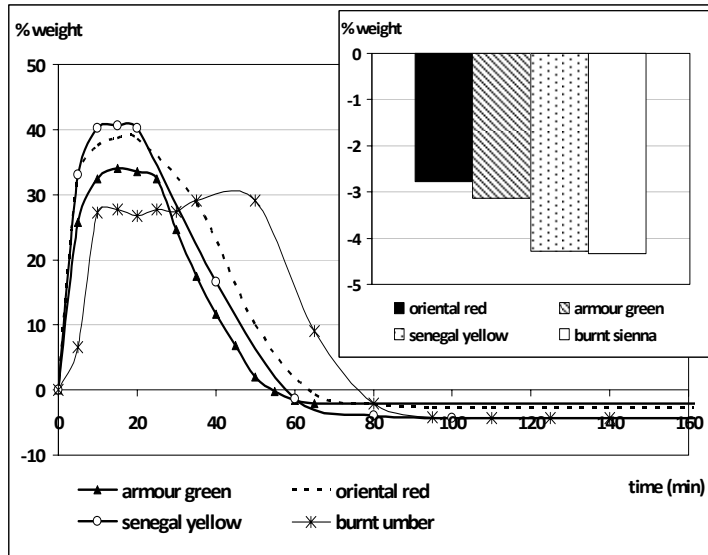 % weight
50
40
30
20
10
0
-10
0 20 40 60 80 100 120 140 160
time (min)
armour green oriental red
senegal yellow burnt umber
% weight
0
-1
-2
-3
-4
-5
oriental red armour green
senegal yellow burnt sienna